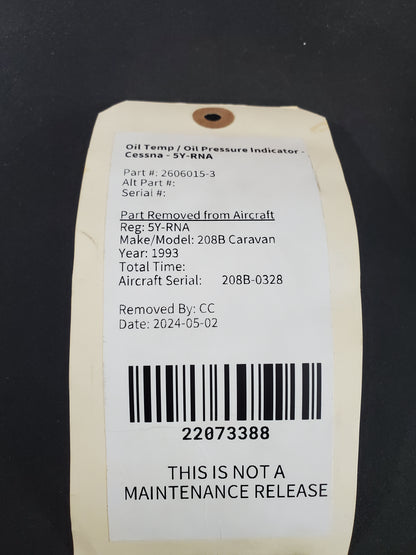 Oil Temp / Oil Pressure Indicator -
Cessna - 5Y-RNA
Part #: 2606015-3
Alt Part #:
Serial #:
Part Removed from Aircraft
Reg: 5Y-RNA
Make/Model: 208B Caravan
Year: 1993
Total Time:
Aircraft Serial: 208B-0328
Removed By: CC
Date: 2024-05-02
22073388
THIS IS NOT A
MAINTENANCE RELEASE